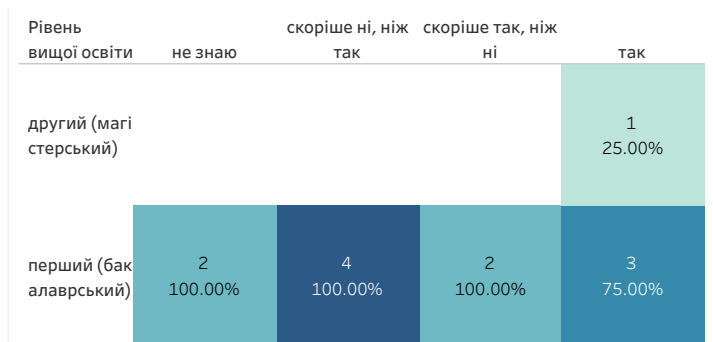 Рівень
вищої освіти
не знаю
скоріше ні, ніж
так
скоріше так, ніж
ні
так
другий (магі
стерський)
1
25.00%
перший (бак
алаврський)
2
100.00%
4
100.00%
2
100.00%
3
75.00%